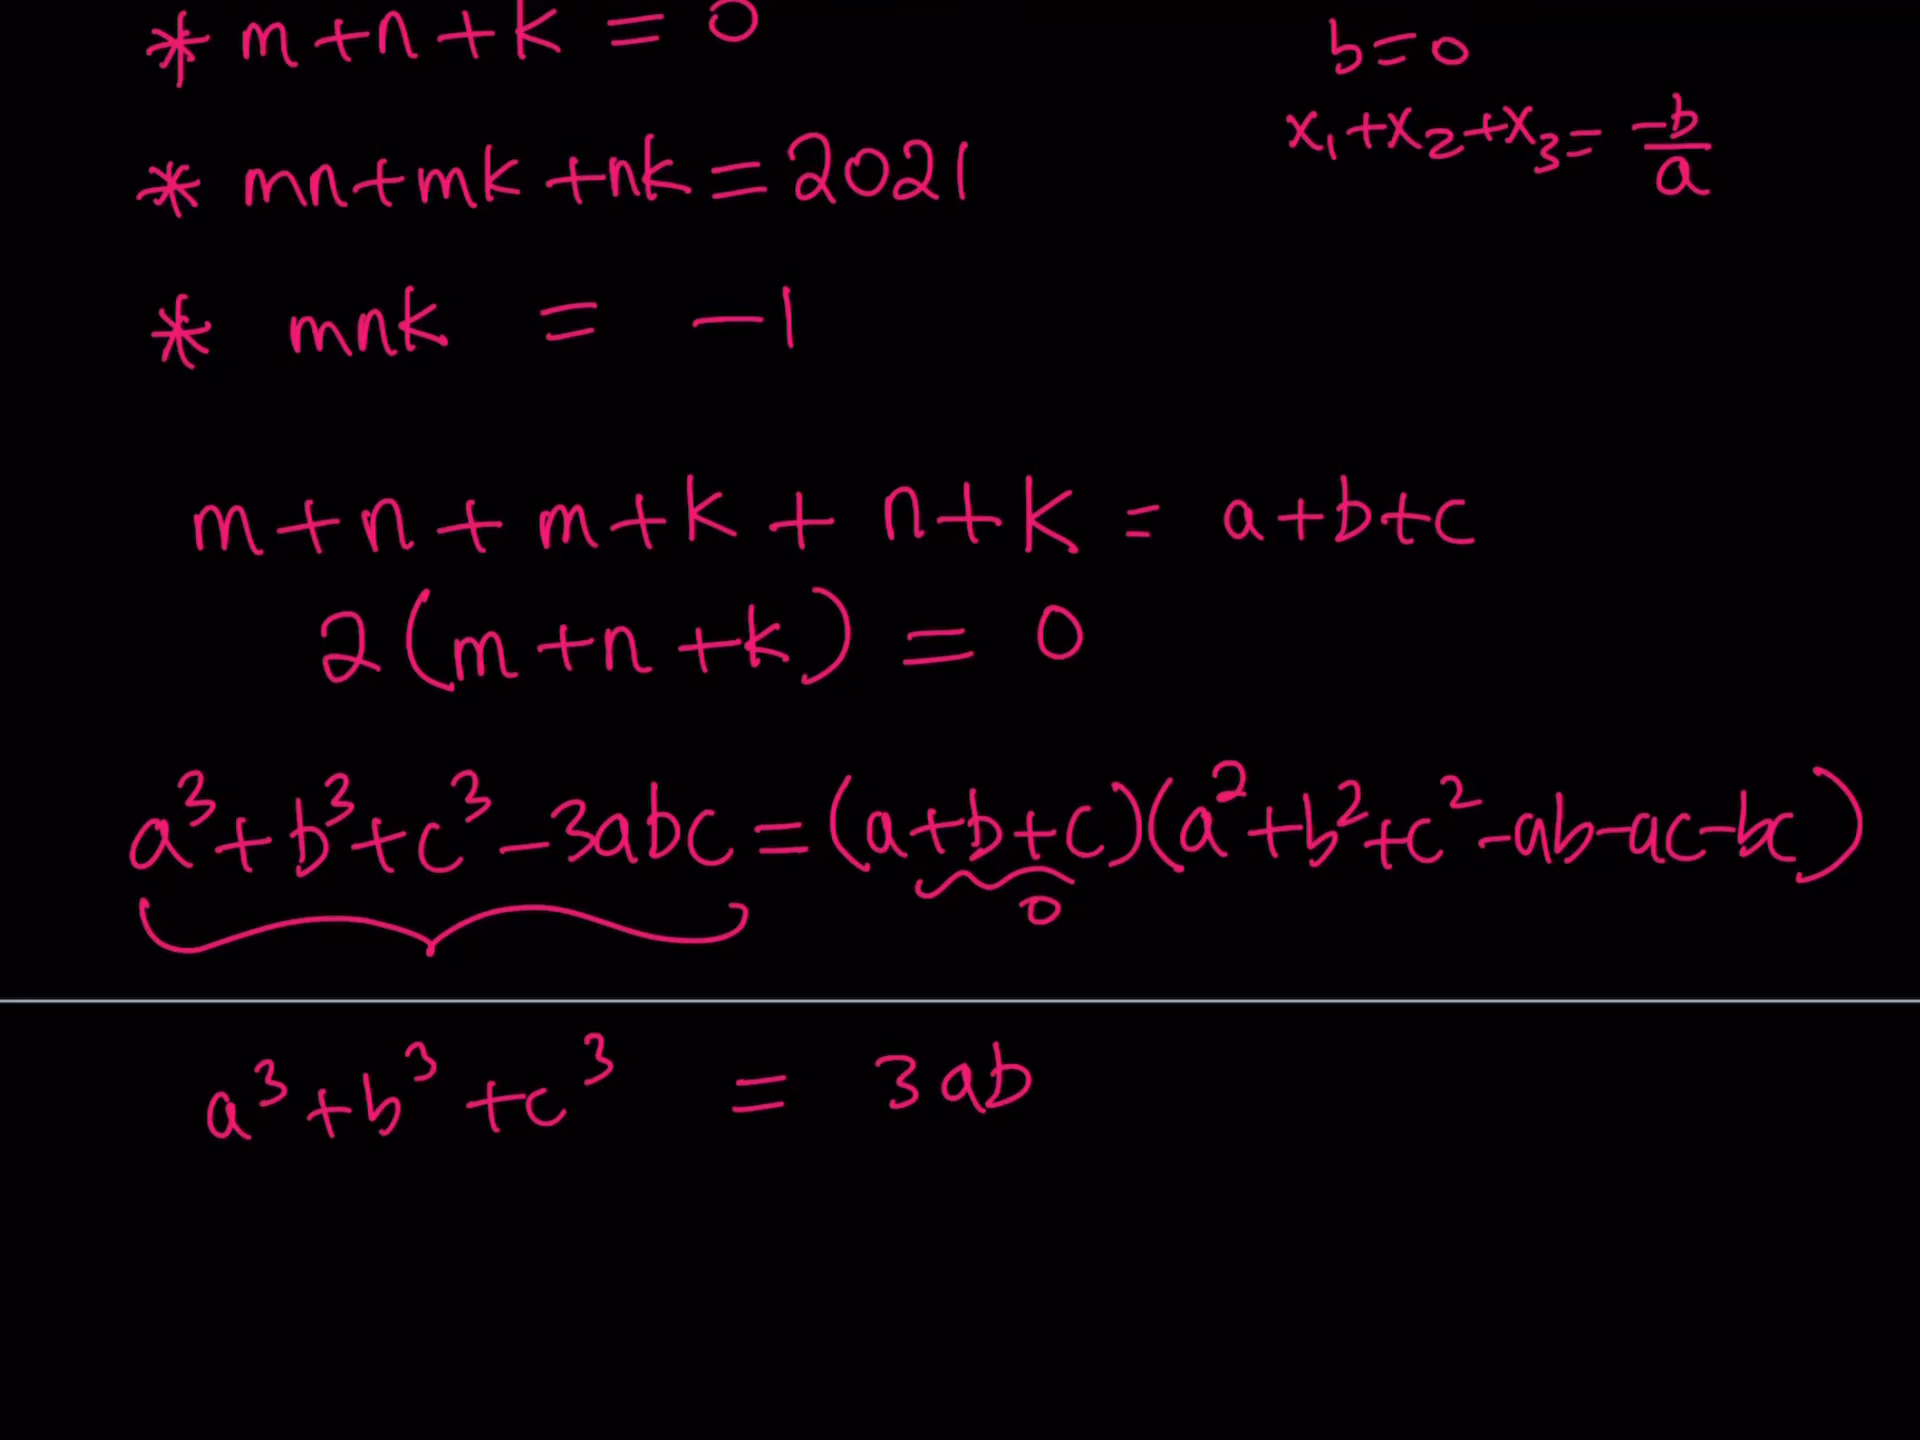 * m+n+k = 0
b=0
x₁+x₂+x₃= -b/a
* mn+mk+nk=2021
* mnk = -1
m+n+m+k+n+k = a+b+c
2(m+n+k) = 0
a³+b³+c³-3abc=(a+b+c)(a²+b²+c²-ab-ac-bc)
0
a³+b³+c³ = 3ab